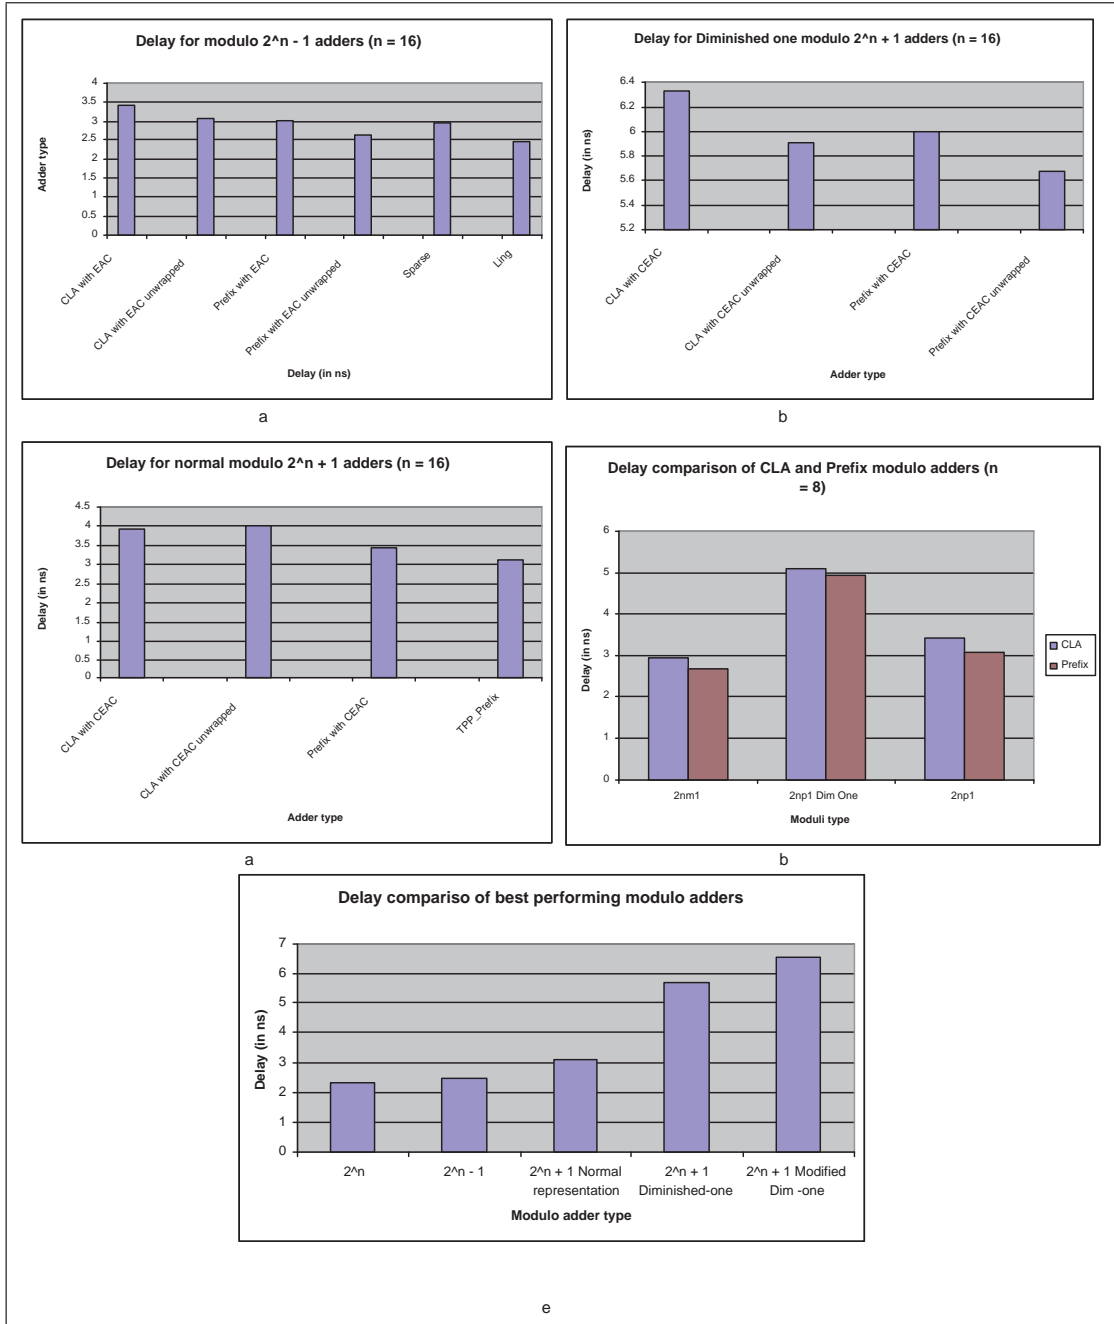 Delay for modulo 2^n - 1 adders (n = 16)
4
3.5
3
2.5
2
1.5
1
0.5
0
Adder type
CLA with EAC
CLA with EAC unwrapped
Prefix with EAC
Prefix with EAC unwrapped
Sparse
Ling
Delay (in ns)
a
Delay for Diminished one modulo 2^n + 1 adders (n = 16)
6.4
6.2
6
5.8
5.6
5.4
5.2
Delay (in ns)
CLA with CEAC
CLA with CEAC unwrapped
Prefix with CEAC
Prefix with CEAC unwrapped
Adder type
b
Delay for normal modulo 2^n + 1 adders (n = 16)
4.5
4
3.5
3
2.5
2
1.5
1
0.5
0
Delay (in ns)
CLA with CEAC
CLA with CEAC unwrapped
Prefix with CEAC
TPP_Prefix
Adder type
a
Delay comparison of CLA and Prefix modulo adders (n
= 8)
6
5
4
3
2
1
0
Delay (in ns)
2nm1
2np1 Dim One
2np1
Moduli type
CLA
Prefix
b
Delay compariso of best performing modulo adders
7
6
5
4
3
2
1
0
Delay (in ns)
2^n
2^n - 1
2^n + 1 Normal
representation
2^n + 1
Diminished-one
2^n + 1 Modified
Dim -one
Modulo adder type
e